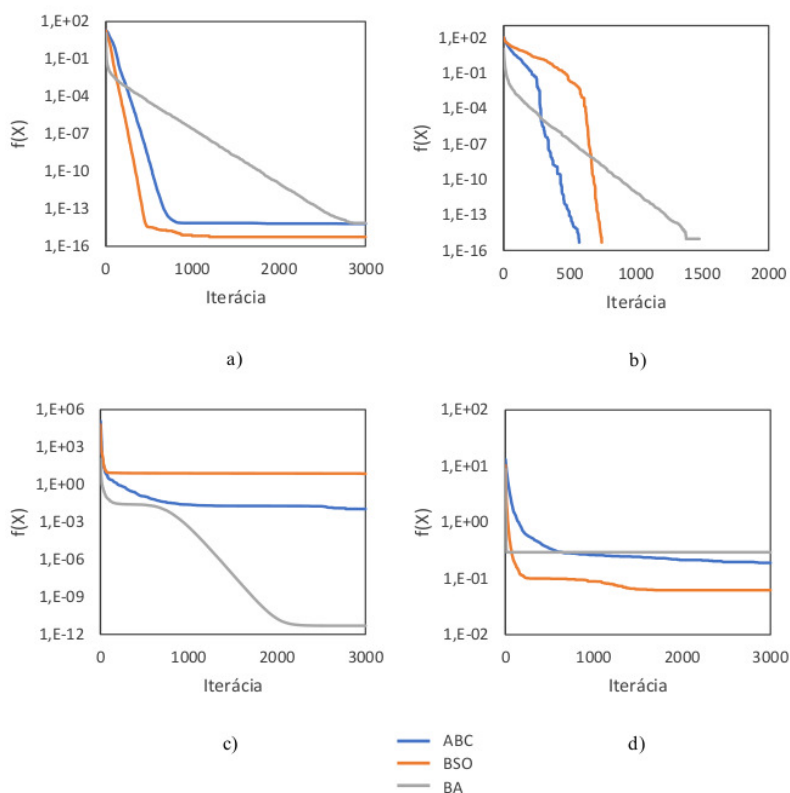 1,E+02
1,E-01
1,E-04
1,E-07
1,E-10
1,E-13
1,E-16
f(X)
0 1000 2000 3000
Iterácia
a)
1,E+02
1,E-01
1,E-04
1,E-07
1,E-10
1,E-13
1,E-16
f(X)
0 500 1000 1500 2000
Iterácia
b)
1,E+06
1,E+03
1,E+00
1,E-03
1,E-06
1,E-09
1,E-12
f(X)
0 1000 2000 3000
Iterácia
c)
1,E+02
1,E+01
1,E+00
1,E-01
1,E-02
f(X)
0 1000 2000 3000
Iterácia
d)
ABC
BSO
BA